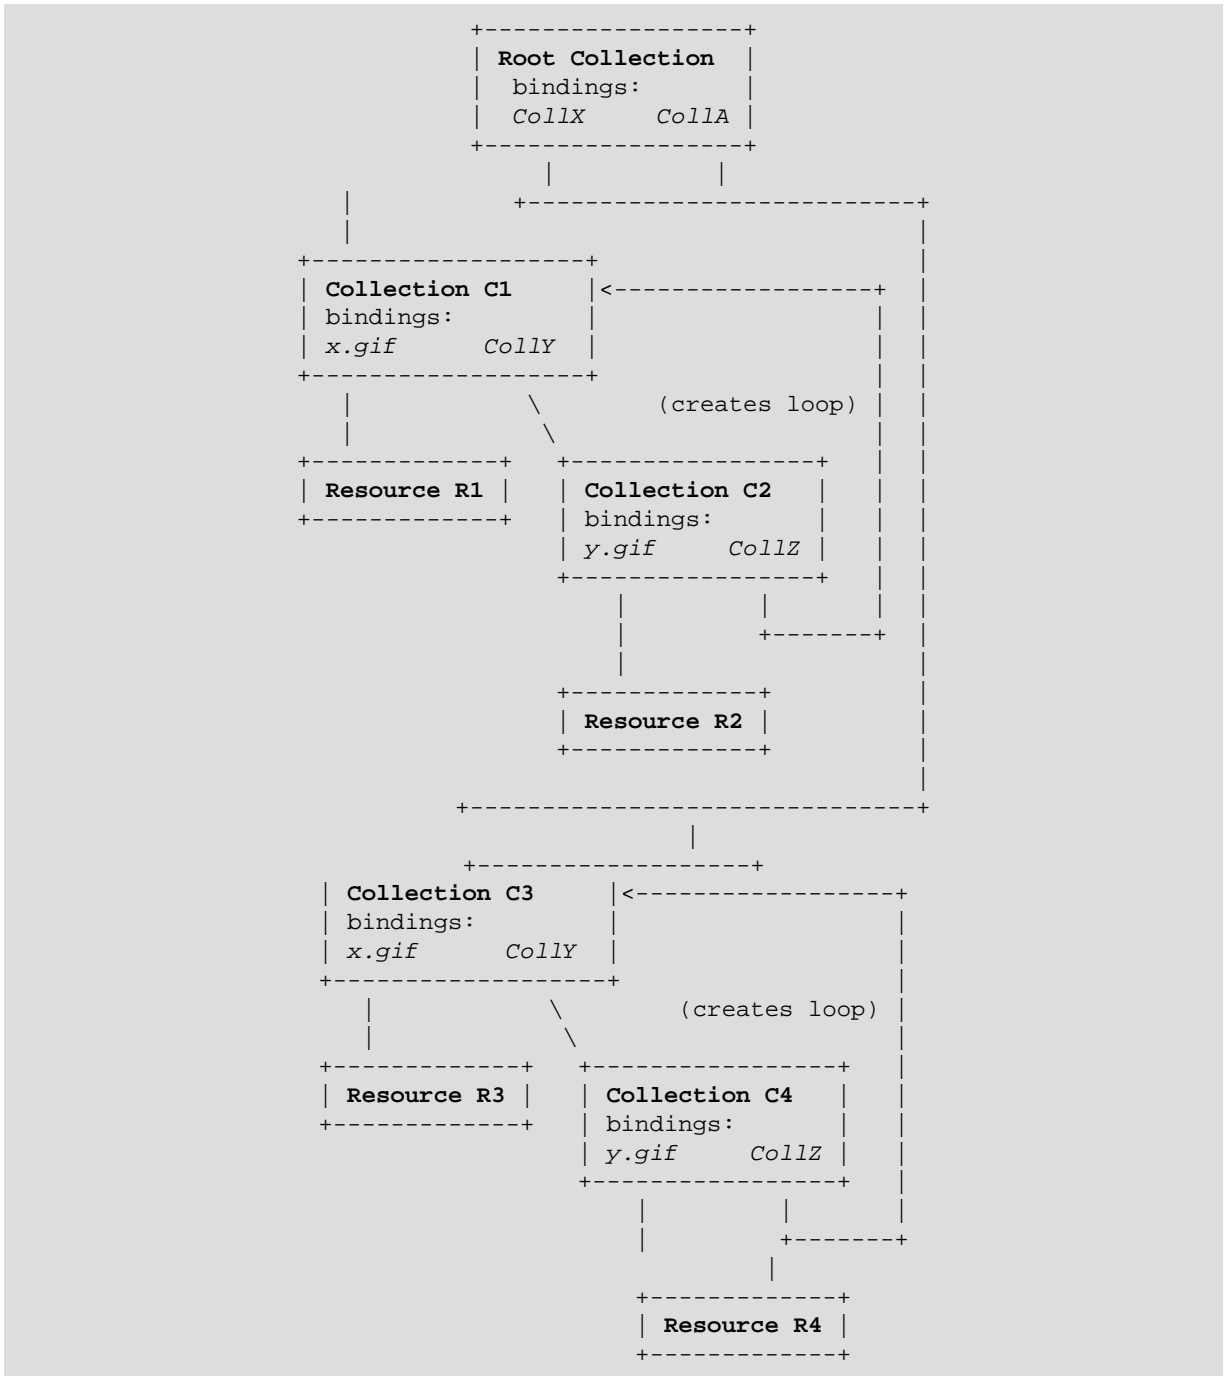 Root Collection
bindings:
CollX CollA
Collection C1
bindings:
x.gif CollY
(creates loop)
Resource R1 Collection C2
bindings:
y.gif CollZ
Resource R2
Collection C3
bindings:
x.gif CollY
(creates loop)
Resource R3 Collection C4
bindings:
y.gif CollZ
Resource R4